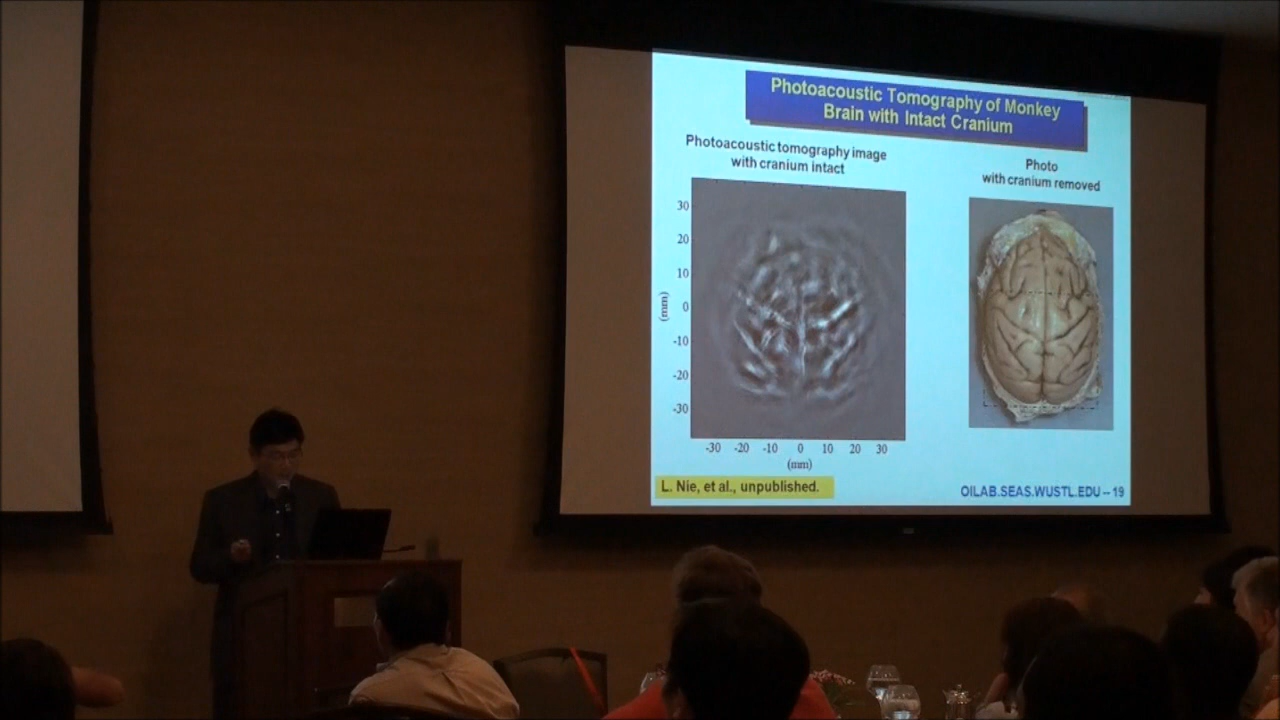 Photoacoustic Tomography of Monkey
Brain with Intact Cranium
Photoacoustic tomography image
with cranium intact
Photo
with cranium removed
30
20
10
0
-10
-20
-30
(mm)
-30 -20 -10 0 10 20 30
(mm)
L. Nie, et al., unpublished.
OILAB.SEAS.WUSTL.EDU – 19